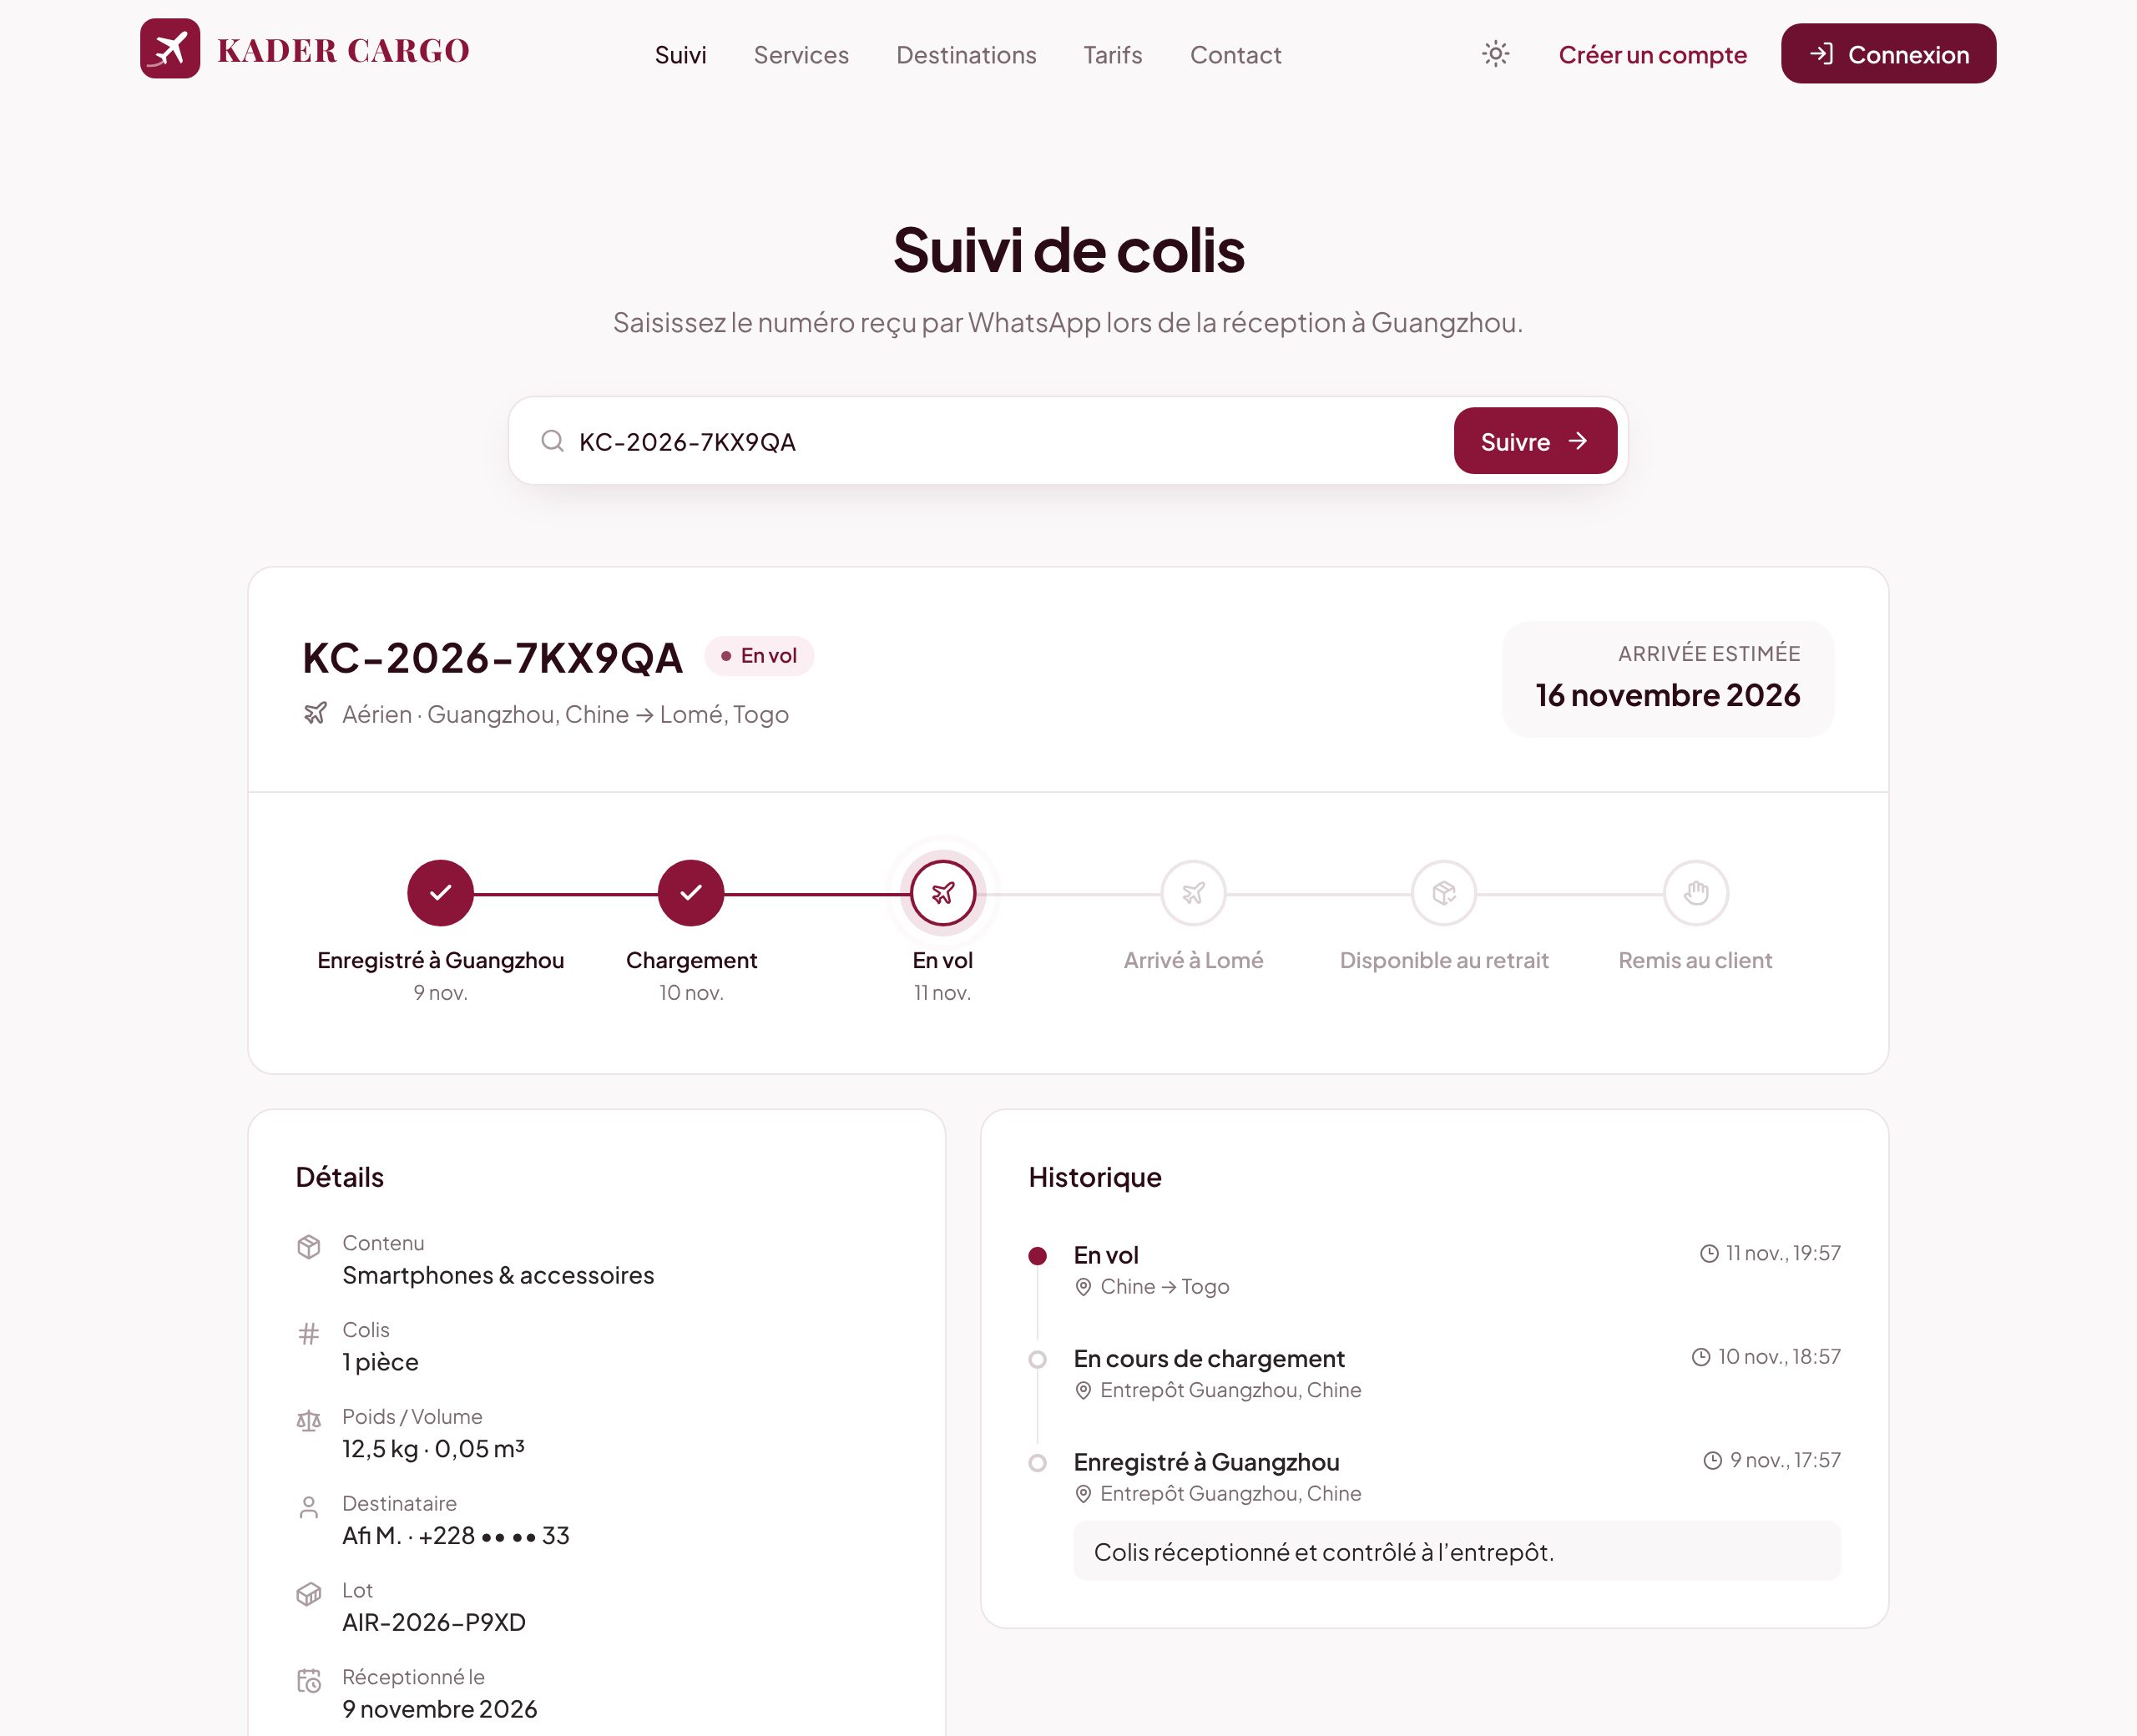 KADER CARGO
Suivi
Services
Destinations
Tarifs
Contact
Créer un compte
Connexion
Suivi de colis
Saisissez le numéro reçu par WhatsApp lors de la réception à Guangzhou.
KC-2026-7KX9QA
Suivre →
KC-2026-7KX9QA
En vol
Aérien · Guangzhou, Chine → Lomé, Togo
ARRIVÉE ESTIMÉE
16 novembre 2026
Enregistré à Guangzhou
9 nov.
Chargement
10 nov.
En vol
11 nov.
Arrivé à Lomé
Disponible au retrait
Remis au client
Détails
Contenu
Smartphones & accessoires
Colis
1 pièce
Poids / Volume
12,5 kg · 0,05 m³
Destinataire
Afi M. · +228 •• •• 33
Lot
AIR-2026-P9XD
Réceptionné le
9 novembre 2026
Historique
En vol
11 nov., 19:57
Chine → Togo
En cours de chargement
10 nov., 18:57
Entrepôt Guangzhou, Chine
Enregistré à Guangzhou
9 nov., 17:57
Entrepôt Guangzhou, Chine
Colis réceptionné et contrôlé à l’entrepôt.